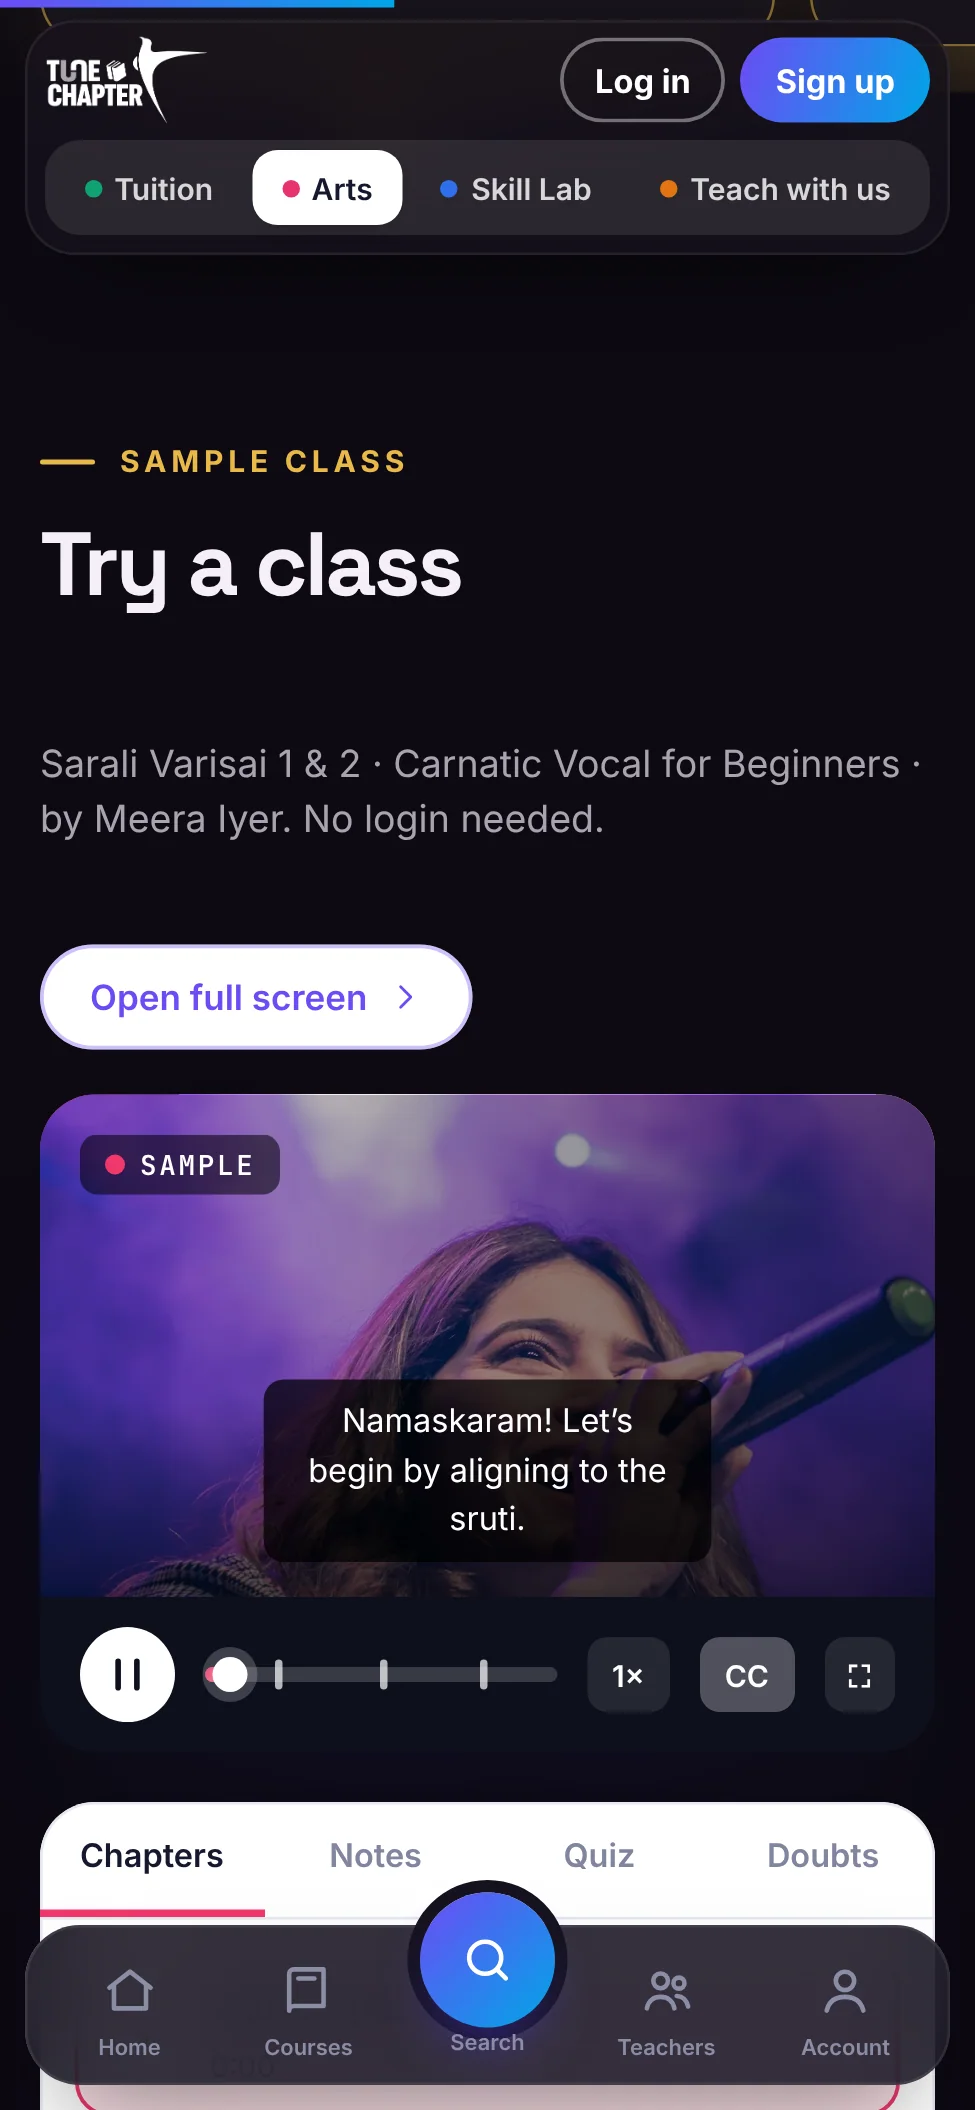 TUNE
CHAPTER
Log in
Sign up
Tuition
Arts
Skill Lab
Teach with us
SAMPLE CLASS
Try a class
Sarali Varisai 1 & 2 · Carnatic Vocal for Beginners ·
by Meera Iyer. No login needed.
Open full screen
SAMPLE
Namaskaram! Let’s
begin by aligning to the
sruti.
1×
CC
Chapters
Notes
Quiz
Doubts
Home
Courses
Search
Teachers
Account